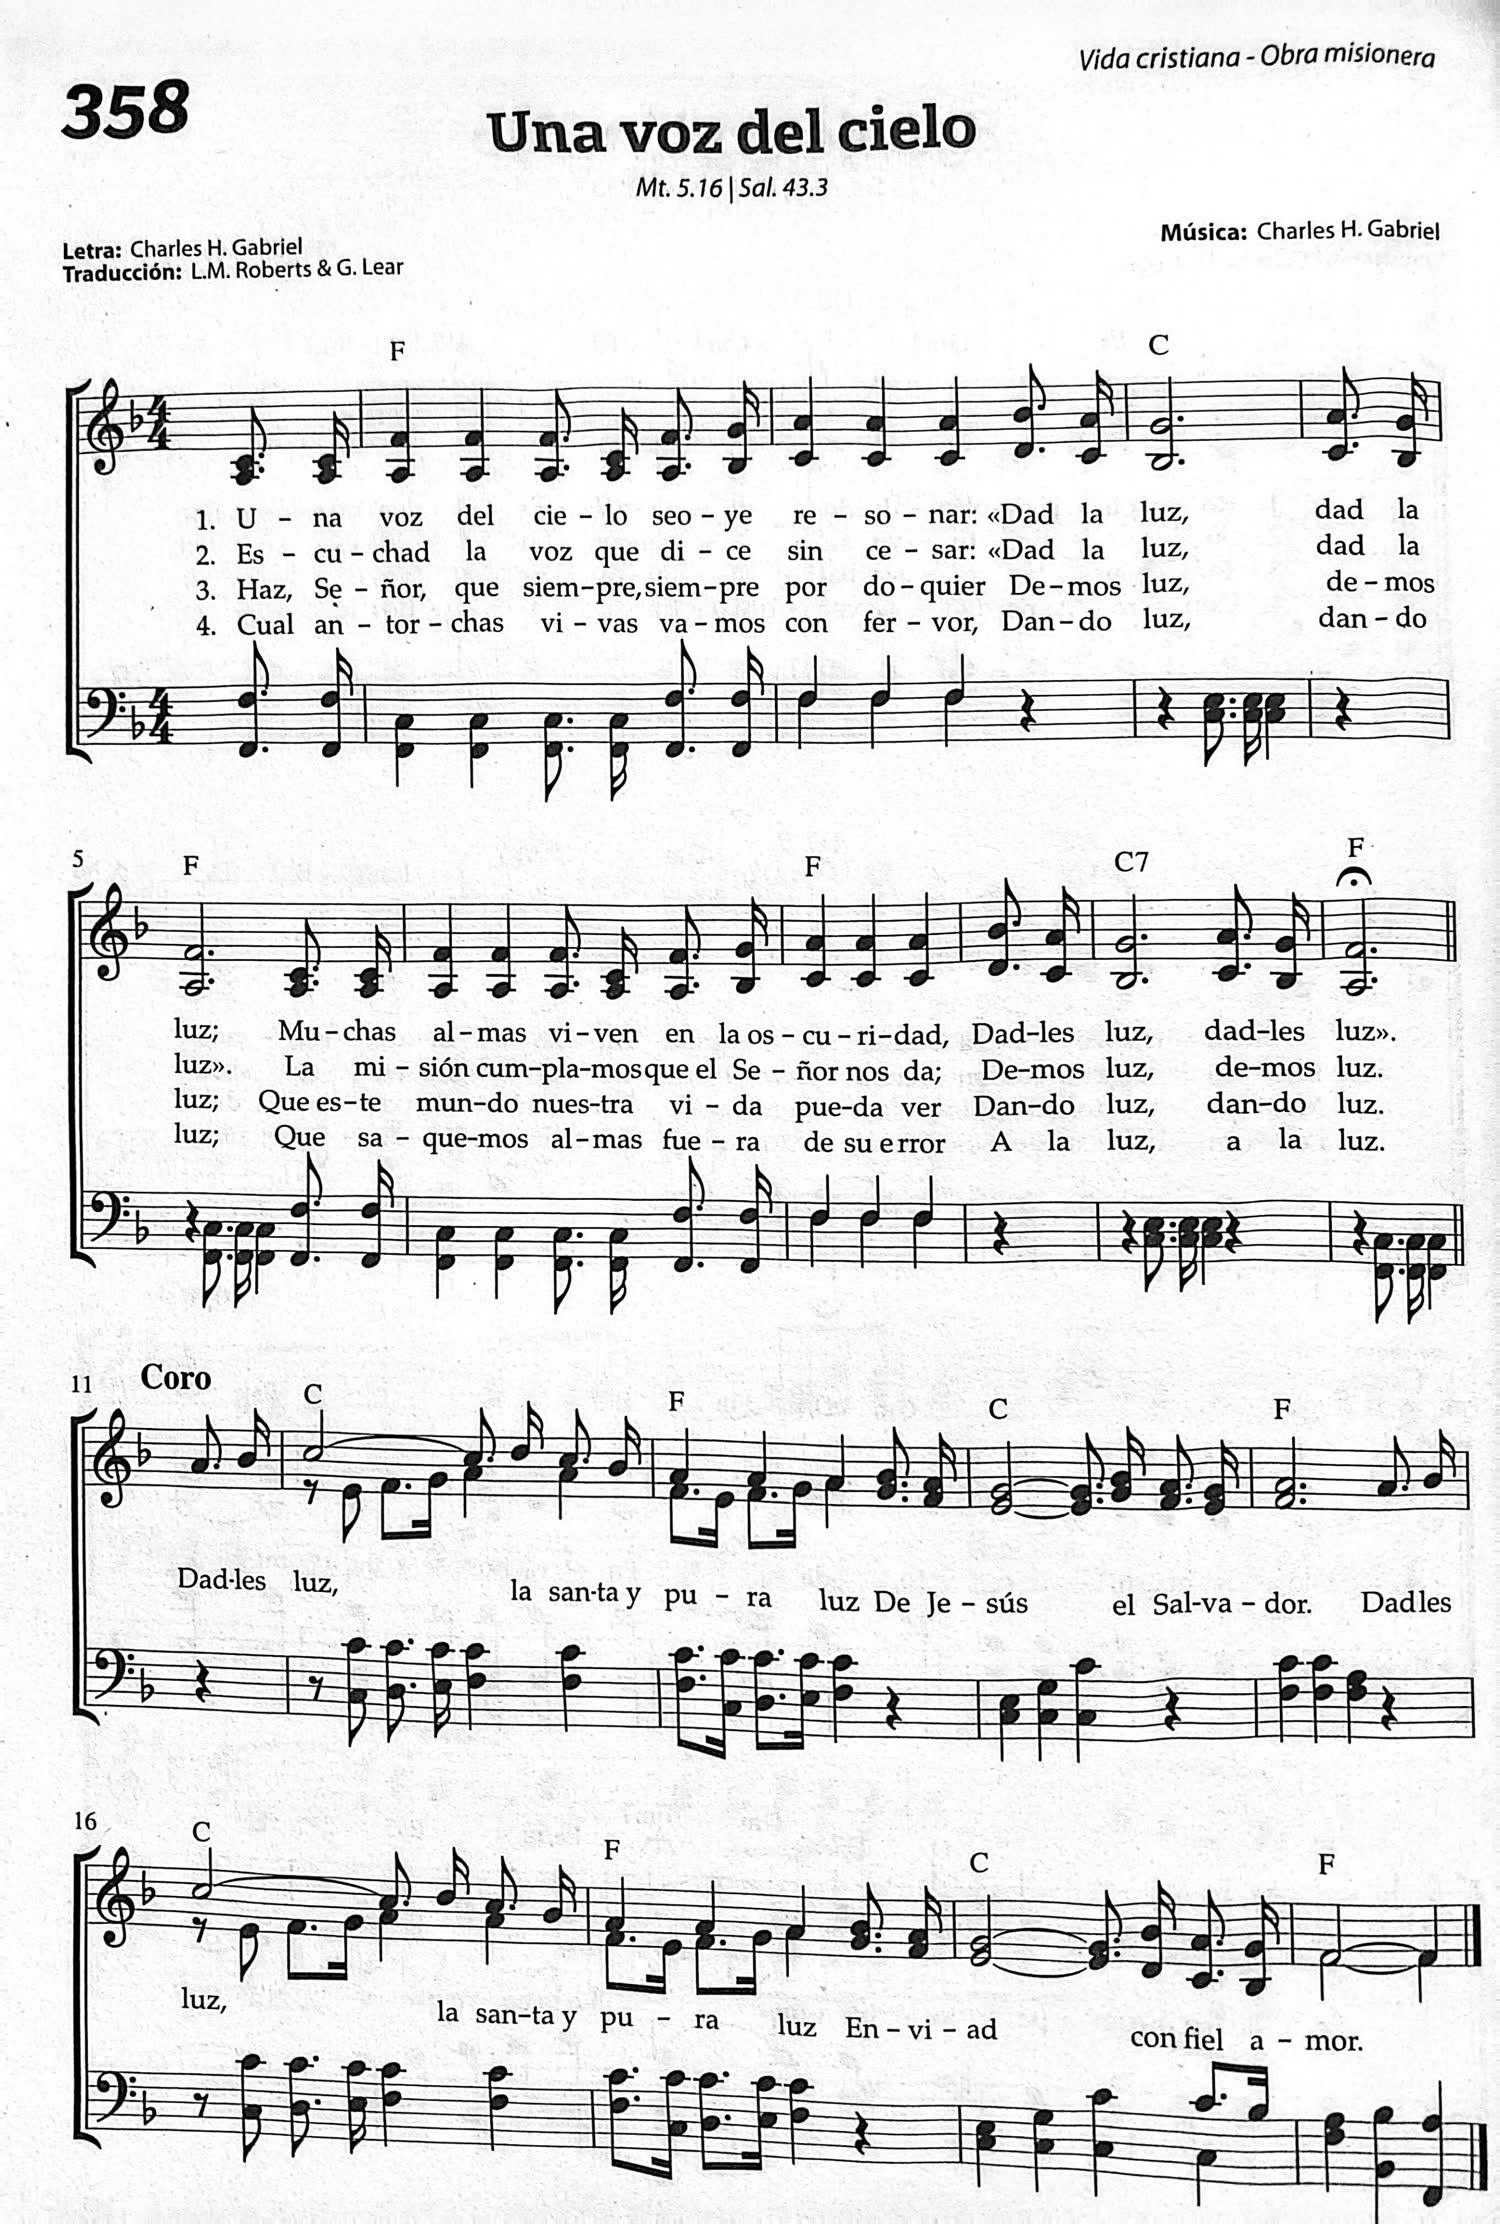 Vida cristiana - Obra misionera
358
Una voz del cielo
Mt. 5.16 | Sal. 43.3
Letra: Charles H. Gabriel
Música: Charles H. Gabriel
Traducción: L.M. Roberts & G. Lear
F C
4 4
1. U - na voz del cie - lo seo - ye re - so - nar: «Dad la luz, dad la
2. Es - cu - chad la voz que di - ce sin ce - sar: «Dad la luz, dad la
3. Haz, Se - ñor, que siem - pre, siem - pre por do - quier De - mos luz, de - mos
4. Cual an - tor - chas vi - vas va - mos con fer - vor, Dan - do luz, dan - do
4 4
5 F F C7 F
luz; Mu - chas al - mas vi - ven en la os - cu - ri - dad, Dad - les luz, dad - les luz».
luz». La mi - sión cum - pla - mos que el Se - ñor nos da; De - mos luz, de - mos luz.
luz; Que es - te mun - do nues - tra vi - da pue - da ver Dan - do luz, dan - do luz.
luz; Que sa - que - mos al - mas fue - ra de su error A la luz, a la luz.
11 Coro C F C F
Dad - les luz, la san - ta y pu - ra luz De Je - sús el Sal - va - dor. Dad les
16 C F C F
luz, la san - ta y pu - ra luz En - vi - ad con fiel a - mor.